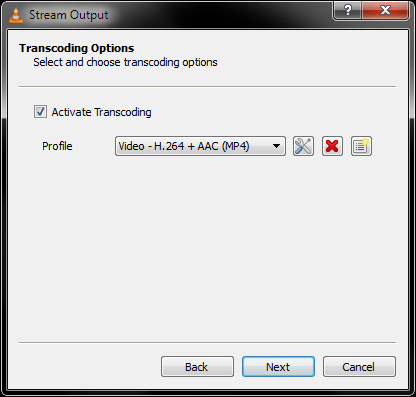 Stream Output
Transcoding Options
Select and choose transcoding options
Activate Transcoding
Profile Video - H.264 + AAC (MP4)
Back Next Cancel